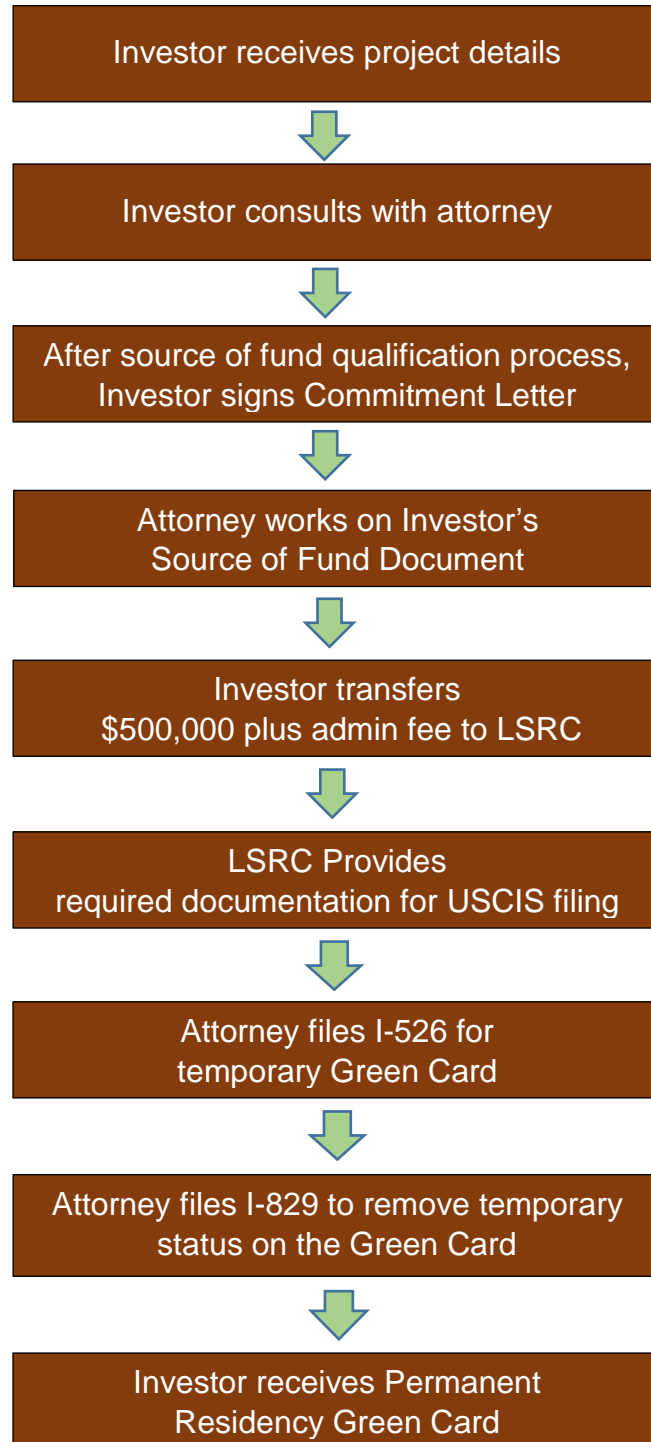 Investor receives project details
Investor consults with attorney
After source of fund qualification process,
Investor signs Commitment Letter
Attorney works on Investor’s
Source of Fund Document
Investor transfers
$500,000 plus admin fee to LSRC
LSRC Provides
required documentation for USCIS filing
Attorney files I-526 for
temporary Green Card
Attorney files I-829 to remove temporary
status on the Green Card
Investor receives Permanent
Residency Green Card